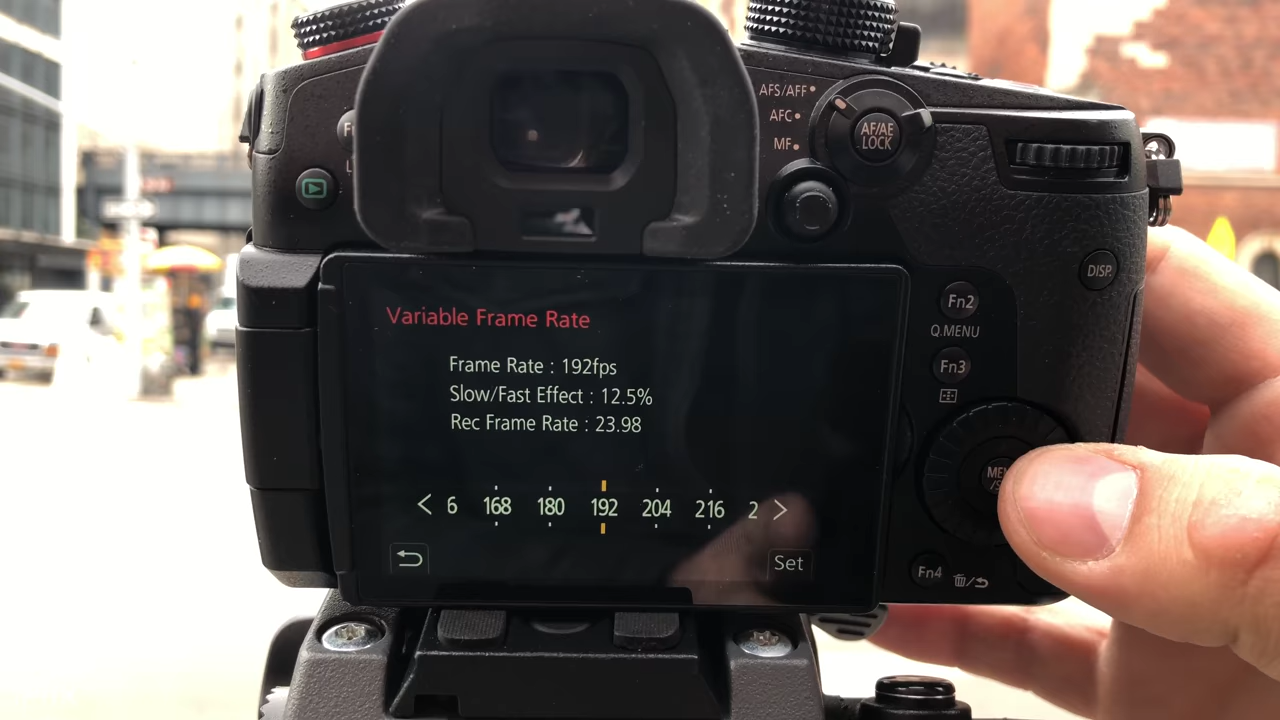 AFS/AFF
AFC
MF
AF/AE
LOCK
DISP.
Fn2
Q.MENU
Fn3
Fn4
Variable Frame Rate
Frame Rate : 192fps
Slow/Fast Effect : 12.5%
Rec Frame Rate : 23.98
< 6 168 180 192 204 216 2 >
Set